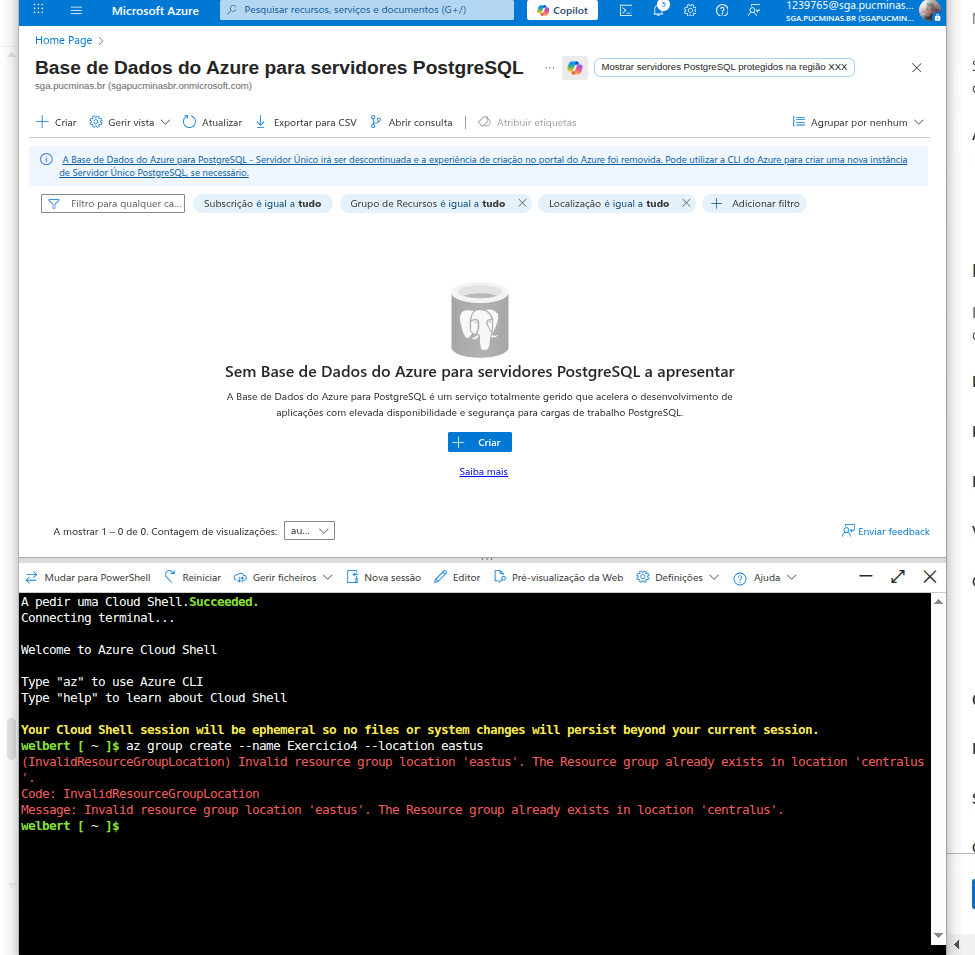 Microsoft Azure
Pesquisar recursos, serviços e documentos (G+/)
Copilot
5
1239765@sga.pucminas...
SGA.PUCMINAS.BR (SGAPUCMIN...
Home Page >
Base de Dados do Azure para servidores PostgreSQL
...
Mostrar servidores PostgreSQL protegidos na região XXX
sga.pucminas.br (sgapucminasbr.onmicrosoft.com)
Criar
Gerir vista
Atualizar
Exportar para CSV
Abrir consulta
Atribuir etiquetas
Agrupar por nenhum
A Base de Dados do Azure para PostgreSQL - Servidor Único irá ser descontinuada e a experiência de criação no portal do Azure foi removida. Pode utilizar a CLI do Azure para criar uma nova instância
de Servidor Único PostgreSQL, se necessário.
Filtro para qualquer ca...
Subscrição é igual a tudo
Grupo de Recursos é igual a tudo
Localização é igual a tudo
Adicionar filtro
Sem Base de Dados do Azure para servidores PostgreSQL a apresentar
A Base de Dados do Azure para PostgreSQL é um serviço totalmente gerido que acelera o desenvolvimento de
aplicações com elevada disponibilidade e segurança para cargas de trabalho PostgreSQL.
Criar
Saiba mais
A mostrar 1 – 0 de 0. Contagem de visualizações:
au...
Enviar feedback
Mudar para PowerShell
Reiniciar
Gerir ficheiros
Nova sessão
Editor
Pré-visualização da Web
Definições
Ajuda
A pedir uma Cloud Shell.Succeeded.
Connecting terminal...
Welcome to Azure Cloud Shell
Type "az" to use Azure CLI
Type "help" to learn about Cloud Shell
Your Cloud Shell session will be ephemeral so no files or system changes will persist beyond your current session.
welbert [ ~ ]$ az group create --name Exercicio4 --location eastus
(InvalidResourceGroupLocation) Invalid resource group location 'eastus'. The Resource group already exists in location 'centralus
'.
Code: InvalidResourceGroupLocation
Message: Invalid resource group location 'eastus'. The Resource group already exists in location 'centralus'.
welbert [ ~ ]$